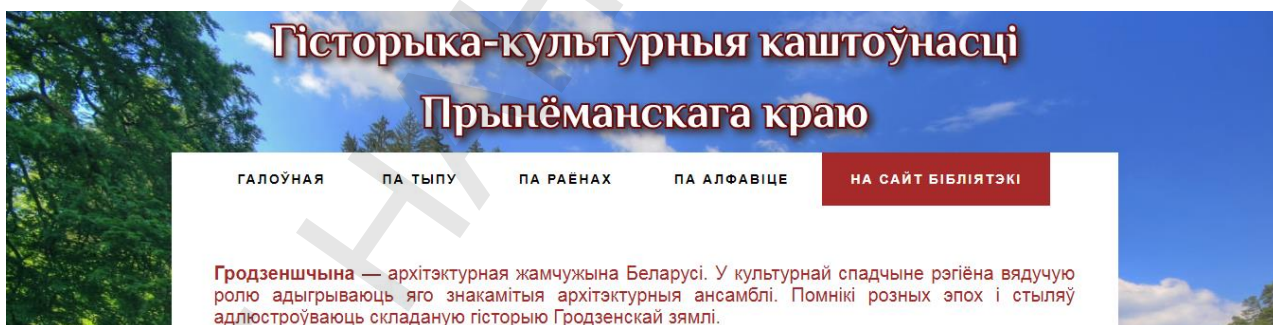 Гісторыка-культурныя каштоўнасці
Прынёманскага краю
ГАЛОЎНАЯ ПА ТЫПУ ПА РАЁНАХ ПА АЛФАВІЦЕ НА САЙТ БІБЛІЯТЭКІ
Гродзеншчына — архітэктурная жамчужына Беларусі. У культурнай спадчыне рэгіёна вядучую
ролю адыгрываюць яго знакамітыя архітэктурныя ансамблі. Помнікі розных эпох і стыляў
адлюстроўваюць складаную гісторыю Гродзенскай зямлі.